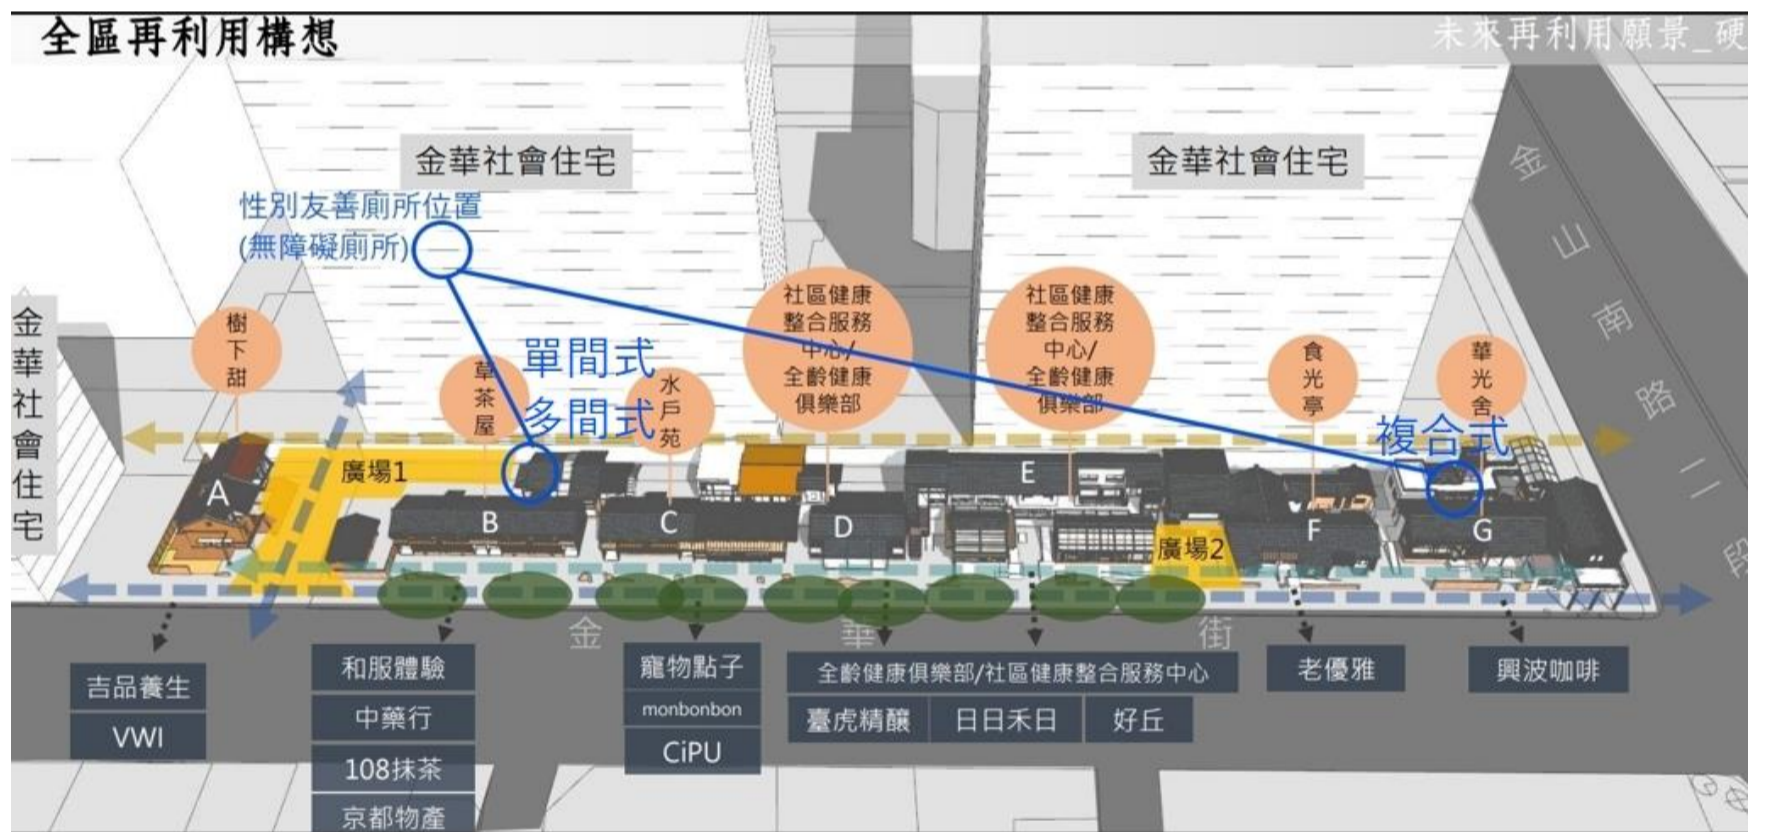 全區再利用構想
未來再利用願景_硬
金華社會住宅
金華社會住宅
金華社會住宅
性別友善廁所位置
(無障礙廁所)
樹下甜
草茶屋
單間式
多間式
水戶苑
社區健康
整合服務
中心/
全齡健康
俱樂部
社區健康
整合服務
中心/
全齡健康
俱樂部
食光亭
華光舍
複合式
金山南路二段
廣場1
A
B
C
D
E
F
G
廣場2
金華街
吉品養生
VWI
和服體驗
中藥行
108抹茶
京都物產
寵物點子
monbonbon
CiPU
全齡健康俱樂部/社區健康整合服務中心
臺虎精釀
日日禾日
好丘
老優雅
興波咖啡